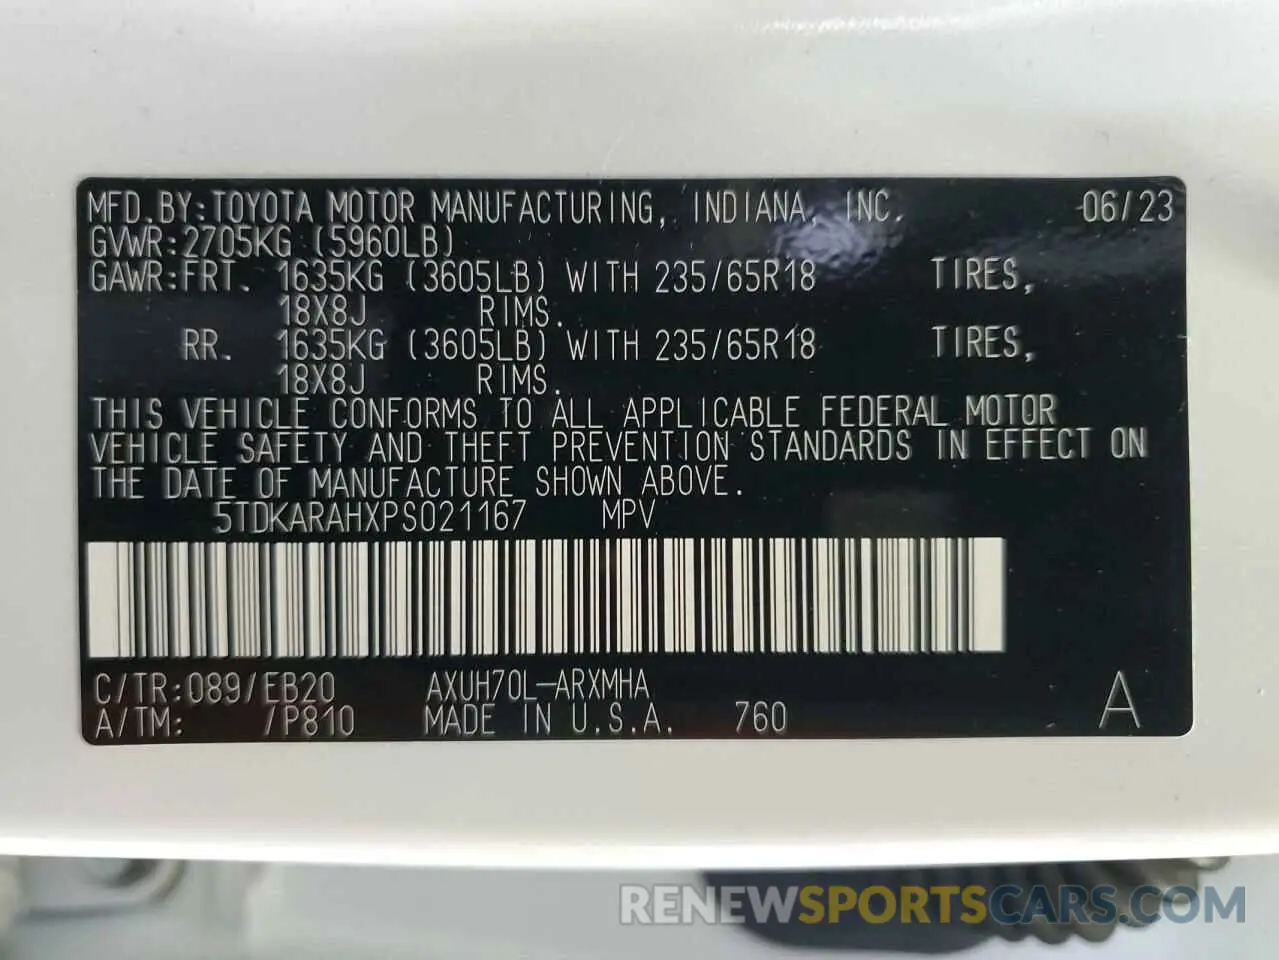 MFD.BY:TOYOTA MOTOR MANUFACTURING, INDIANA, INC. 06/23
GVWR:2705KG (5960LB)
GAWR:FRT. 1635KG (3605LB) WITH 235/65R18 TIRES,
18X8J RIMS.
RR. 1635KG (3605LB) WITH 235/65R18 TIRES,
18X8J RIMS.
THIS VEHICLE CONFORMS TO ALL APPLICABLE FEDERAL MOTOR
VEHICLE SAFETY AND THEFT PREVENTION STANDARDS IN EFFECT ON
THE DATE OF MANUFACTURE SHOWN ABOVE.
5TDKARAHXPS021167 MPV
C/TR:089/EB20 AXUH70L-ARXMHA A
A/TM: /P810 MADE IN U.S.A. 760
RENEWSPORTSCARS.COM